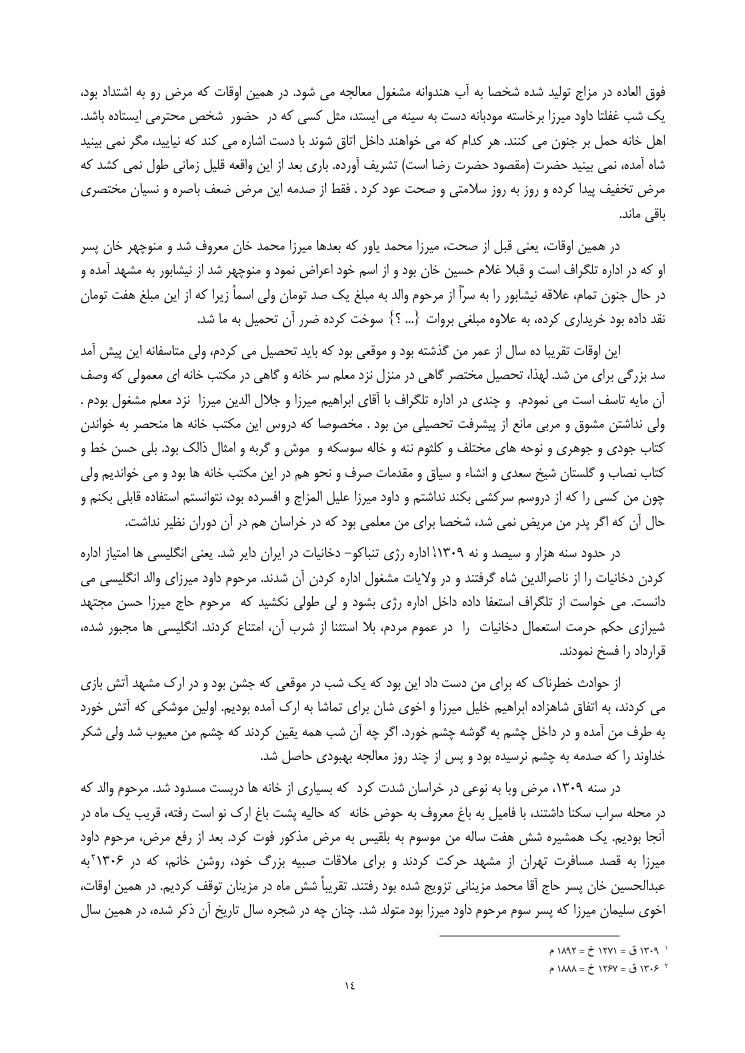 فوق العاده در مزاج تولید شده شخصا به آب هندوانه مشغول معالجه می شود. در همین اوقات که مرض رو به اشتداد بود،
یک شب غفلتا داود میرزا برخاسته مودبانه دست به سینه می ایستد، مثل کسی که در حضور شخص محترمی ایستاده باشد.
اهل خانه حمل بر جنون می کنند. هر کدام که می خواهند داخل اتاق شوند با دست اشاره می کند که نیایید، مگر نمی بینید
شاه آمده، نمی بینید حضرت (مقصود حضرت رضا است) تشریف آورده. باری بعد از این واقعه قلیل زمانی طول نمی کشد که
مرض تخفیف پیدا کرده و روز به روز سلامتی و صحت عود کرد . فقط از صدمه این مرض ضعف باصره و نسیان مختصری
باقی ماند.
در همین اوقات، یعنی قبل از صحت، میرزا محمد یاور که بعدها میرزا محمد خان معروف شد و منوچهر خان پسر
او که در اداره تلگراف است و قبلا غلام حسین خان بود و از اسم خود اعراض نمود و منوچهر شد از نیشابور به مشهد آمده و
در حال جنون تمام، علاقه نیشابور را به سرّاً از مرحوم والد به مبلغ یک صد تومان ولی اسماً زیرا که از این مبلغ هفت تومان
نقد داده بود خریداری کرده، به علاوه مبلغی بروات {... ؟} سوخت کرده ضرر آن تحمیل به ما شد.
این اوقات تقریبا ده سال از عمر من گذشته بود و موقعی بود که باید تحصیل می کردم، ولی متاسفانه این پیش آمد
سد بزرگی برای من شد. لهذا، تحصیل مختصر گاهی در منزل نزد معلم سر خانه و گاهی در مکتب خانه ای معمولی که وصف
آن مایه تاسف است می نمودم. و چندی در اداره تلگراف با آقای ابراهیم میرزا و جلال الدین میرزا نزد معلم مشغول بودم .
ولی نداشتن مشوق و مربی مانع از پیشرفت تحصیلی من بود . مخصوصا که دروس این مکتب خانه ها منحصر به خواندن
کتاب جودی و جوهری و نوحه های مختلف و کلثوم ننه و خاله سوسکه و موش و گربه و امثال ذالک بود. بلی حسن خط و
کتاب نصاب و گلستان شیخ سعدی و انشاء و سیاق و مقدمات صرف و نحو هم در این مکتب خانه ها بود و می خواندیم ولی
چون من کسی را که از دروسم سرکشی بکند نداشتم و داود میرزا علیل المزاج و افسرده بود، نتوانستم استفاده قابلی بکنم و
حال آن که اگر پدر من مریض نمی شد، شخصا برای من معلمی بود که در خراسان هم در آن دوران نظیر نداشت.
در حدود سنه هزار و سیصد و نه ۱۳۰۹۱ اداره رژی تنباکو– دخانیات در ایران دایر شد. یعنی انگلیسی ها امتیاز اداره
کردن دخانیات را از ناصرالدین شاه گرفتند و در ولایات مشغول اداره کردن آن شدند. مرحوم داود میرزای والد انگلیسی می
دانست. می خواست از تلگراف استعفا داده داخل اداره رژی بشود و لی طولی نکشید که مرحوم حاج میرزا حسن مجتهد
شیرازی حکم حرمت استعمال دخانیات را در عموم مردم، بلا استثنا از شرب آن، امتناع کردند. انگلیسی ها مجبور شده،
قرارداد را فسخ نمودند.
از حوادث خطرناک که برای من دست داد این بود که یک شب در موقعی که جشن بود و در ارک مشهد آتش بازی
می کردند، به اتفاق شاهزاده ابراهیم خلیل میرزا و اخوی شان برای تماشا به ارک آمده بودیم. اولین موشکی که آتش خورد
به طرف من آمده و در داخل چشم به گوشه چشم خورد. اگر چه آن شب همه یقین کردند که چشم من معیوب شد ولی شکر
خداوند را که صدمه به چشم نرسیده بود و پس از چند روز معالجه بهبودی حاصل شد.
در سنه ۱۳۰۹، مرض وبا به نوعی در خراسان شدت کرد که بسیاری از خانه ها دربست مسدود شد. مرحوم والد که
در محله سراب سکنا داشتند، با فامیل به باغ معروف به حوض خانه که حالیه پشت باغ ارک نو است رفته، قریب یک ماه در
آنجا بودیم. یک همشیره شش هفت ساله من موسوم به بلقیس به مرض مذکور فوت کرد. بعد از رفع مرض، مرحوم داود
میرزا به قصد مسافرت تهران از مشهد حرکت کردند و برای ملاقات صبیه بزرگ خود، روشن خانم، که در ۱۳۰۶۲به
عبدالحسین خان پسر حاج آقا محمد مزینانی تزویج شده بود رفتند. تقریباً شش ماه در مزینان توقف کردیم. در همین اوقات،
اخوی سلیمان میرزا که پسر سوم مرحوم داود میرزا بود متولد شد. چنان چه در شجره سال تاریخ آن ذکر شده، در همین سال
۱ ۱۳۰۹ ق = ۱۲۷۱ خ = ۱۸۹۲ م
۲ ۱۳۰۶ ق = ۱۲۶۷ خ = ۱۸۸۸ م
١٤